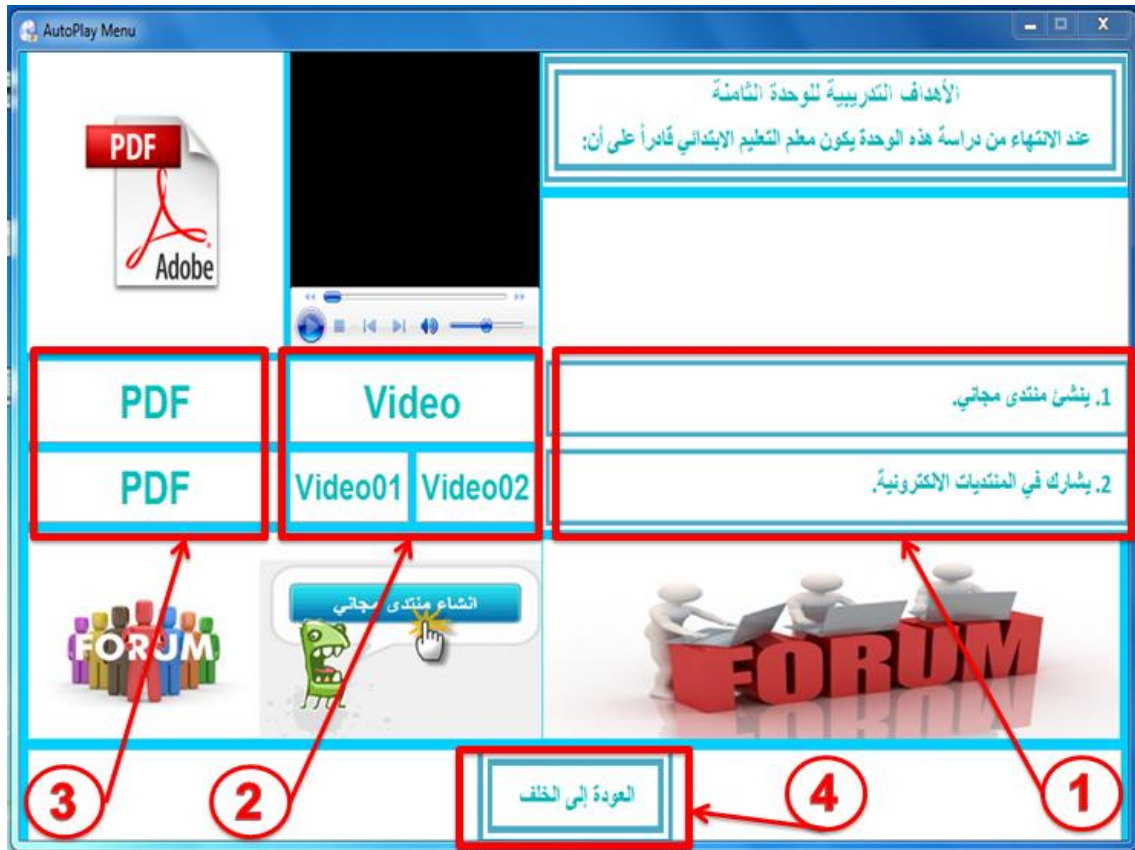 AutoPlay Menu
الأهداف التدريبية للوحدة الثامنة
عند الانتهاء من دراسة هذه الوحدة يكون معلم التعليم الابتدائي قادراً على أن:
PDF
Adobe
1. ينشئ منتدى مجاني.
Video
PDF
2. يشارك في المنتديات الالكترونية.
Video01 Video02
PDF
انشاء منتدى مجاني
FORUM
FORUM
العودة إلى الخلف
1
2
3
4